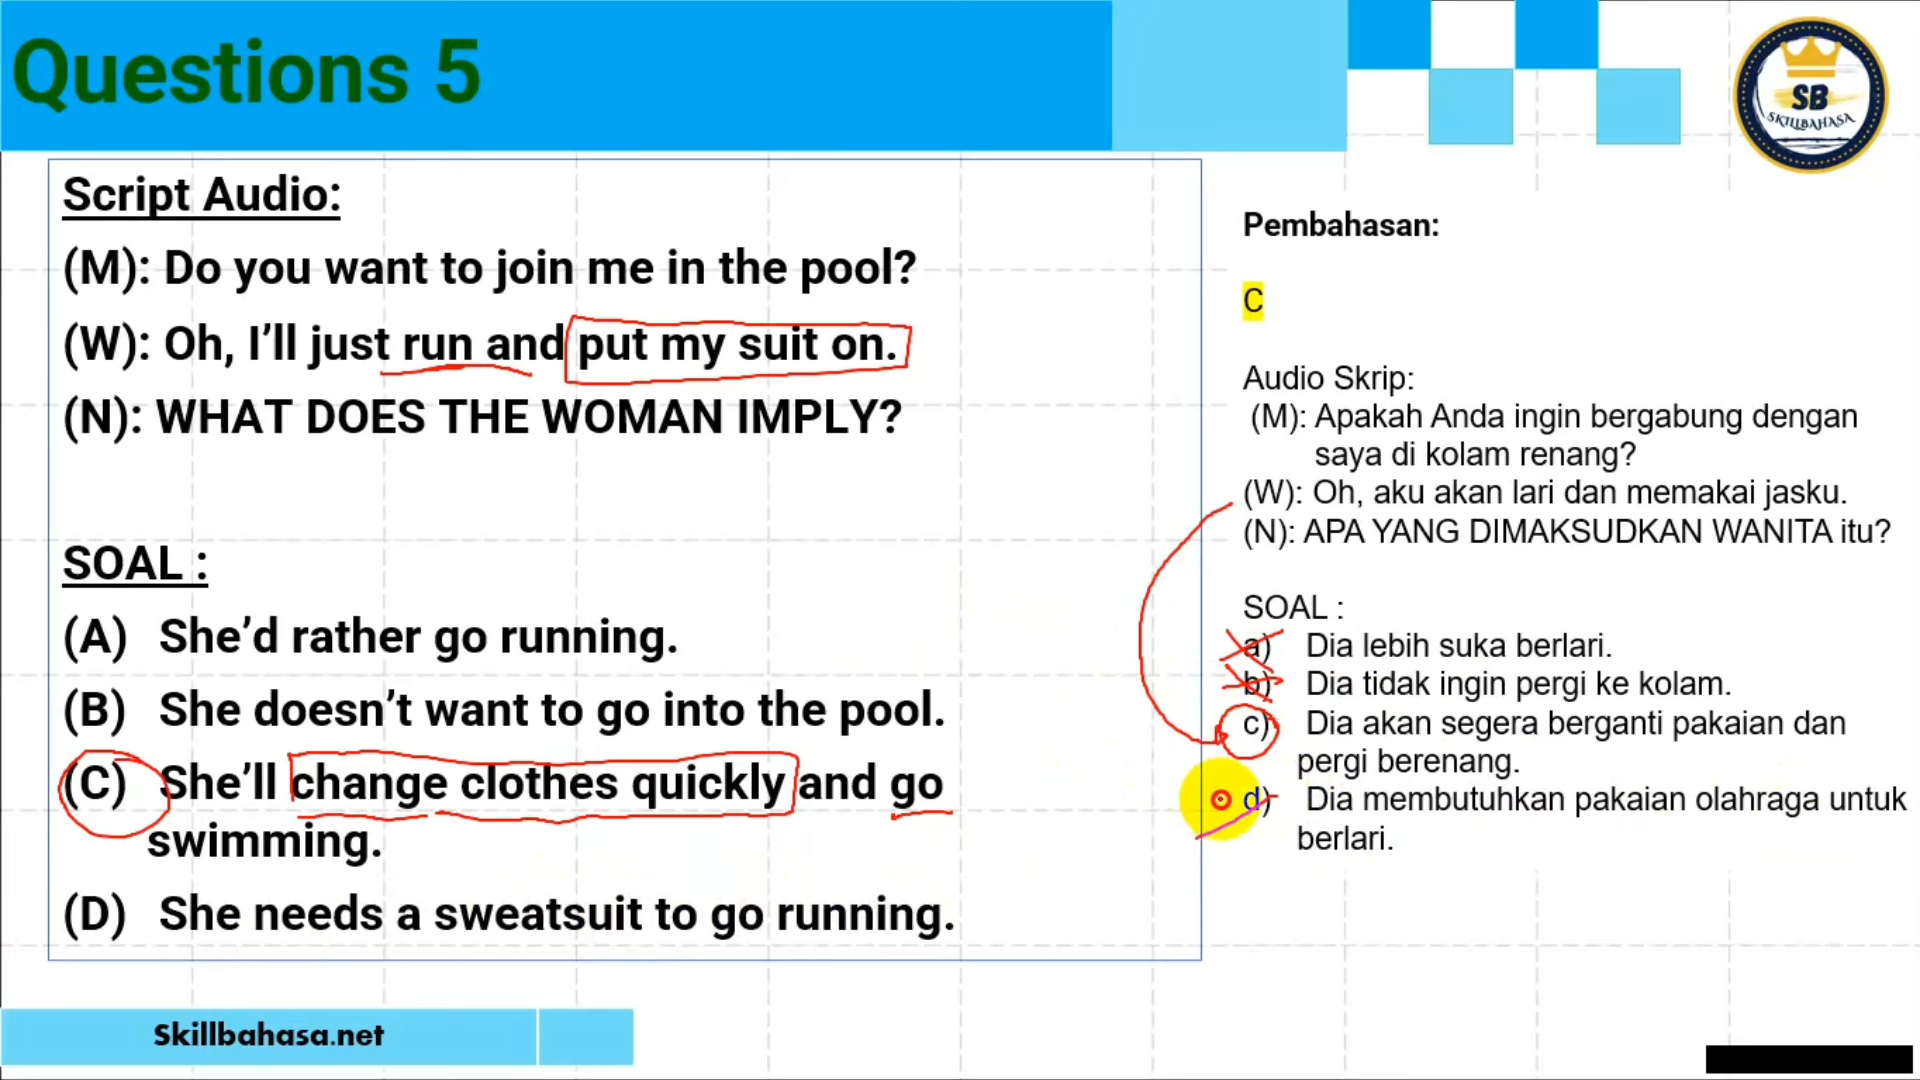 Questions 5
SB
SKILLBAHASA
Script Audio:
(M): Do you want to join me in the pool?
(W): Oh, I’ll just run and put my suit on.
(N): WHAT DOES THE WOMAN IMPLY?
SOAL :
(A) She’d rather go running.
(B) She doesn’t want to go into the pool.
(C) She’ll change clothes quickly and go
swimming.
(D) She needs a sweatsuit to go running.
Pembahasan:
C
Audio Skrip:
(M): Apakah Anda ingin bergabung dengan
saya di kolam renang?
(W): Oh, aku akan lari dan memakai jasku.
(N): APA YANG DIMAKSUDKAN WANITA itu?
SOAL :
a) Dia lebih suka berlari.
b) Dia tidak ingin pergi ke kolam.
c) Dia akan segera berganti pakaian dan
pergi berenang.
d) Dia membutuhkan pakaian olahraga untuk
berlari.
Skillbahasa.net